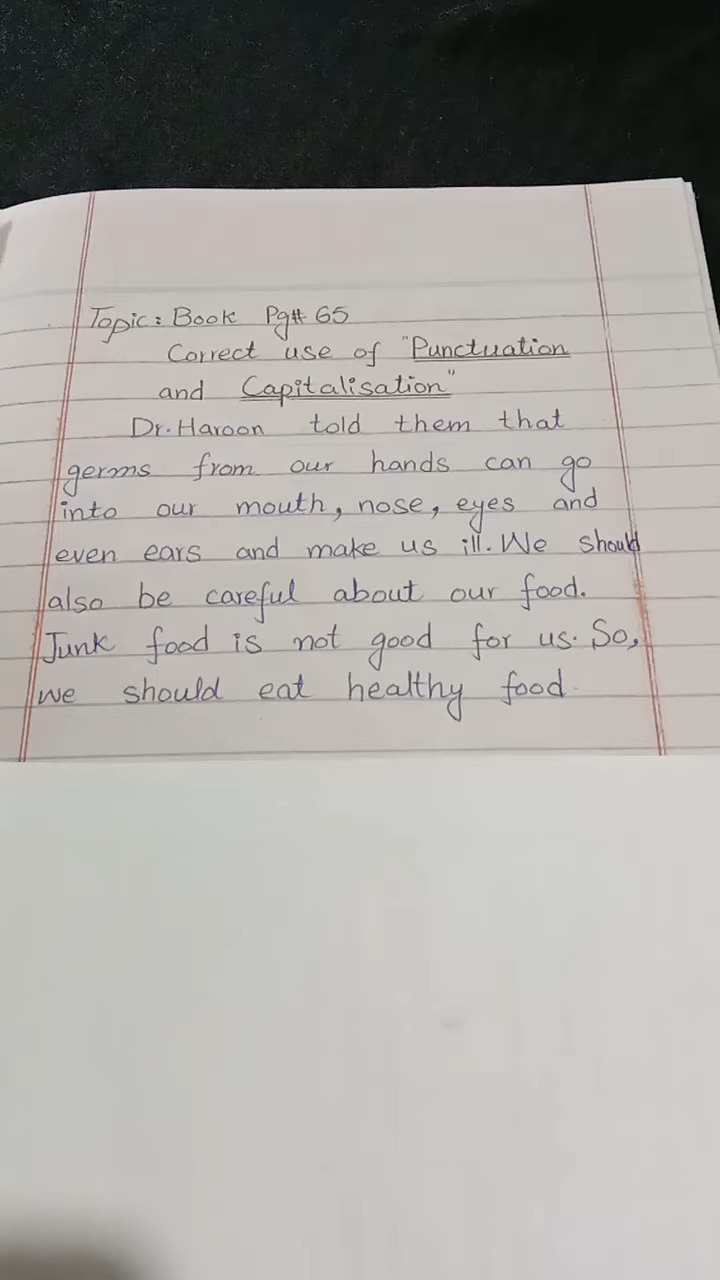 Topic: Book Pg# 65
Correct use of "Punctuation
and Capitalisation"
Dr. Haroon told them that
germs from our hands can go
into our mouth, nose, eyes and
even ears and make us ill. We should
also be careful about our food.
Junk food is not good for us. So,
we should eat healthy food.